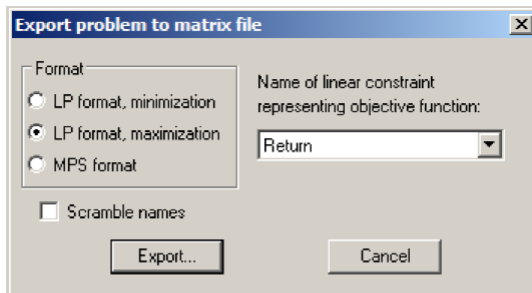 Export problem to matrix file
Format
LP format, minimization
LP format, maximization
MPS format
Scramble names
Name of linear constraint
representing objective function:
Return
Export...
Cancel